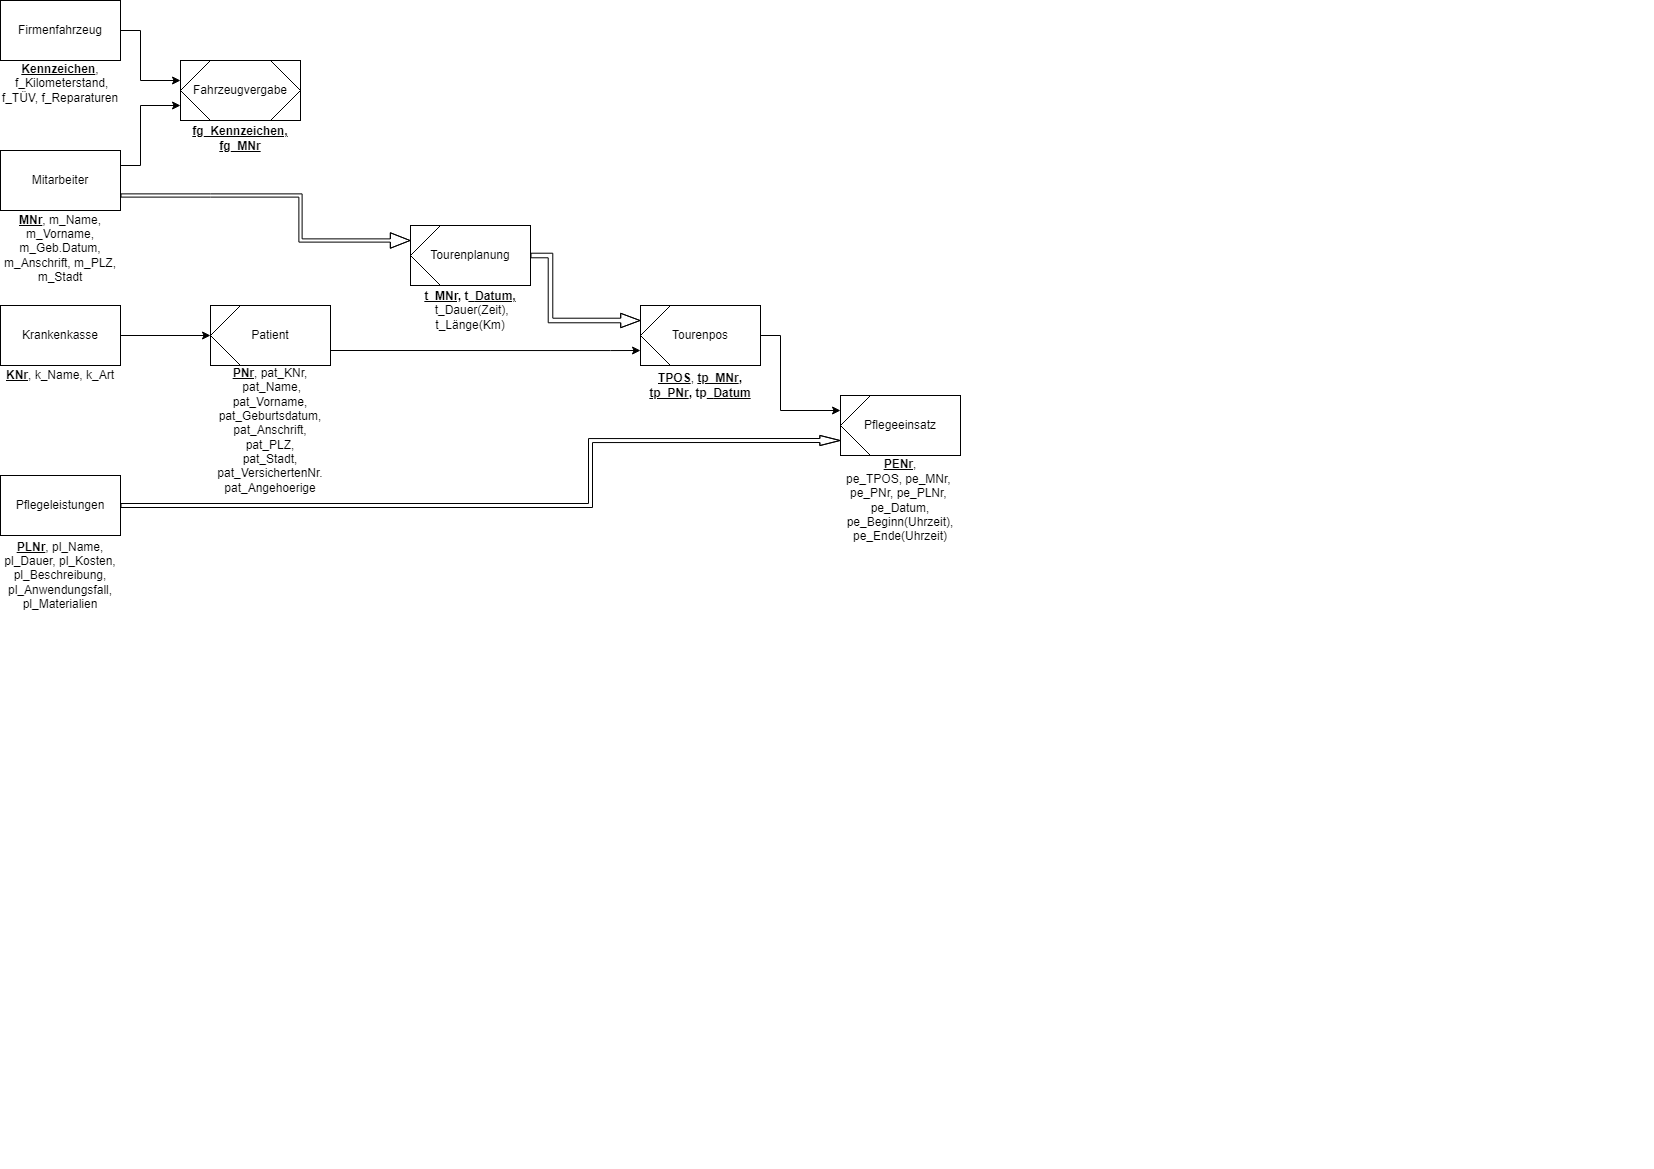 Firmenfahrzeug
Kennzeichen,
f_Kilometerstand,
f_TÜV, f_Reparaturen
Fahrzeugvergabe
fg_Kennzeichen,
fg_MNr
Mitarbeiter
MNr, m_Name,
m_Vorname,
m_Geb.Datum,
m_Anschrift, m_PLZ,
m_Stadt
Tourenplanung
t_MNr, t_Datum,
t_Dauer(Zeit),
t_Länge(Km)
Krankenkasse
KNr, k_Name, k_Art
Patient
PNr, pat_KNr,
pat_Name,
pat_Vorname,
pat_Geburtsdatum,
pat_Anschrift,
pat_PLZ,
pat_Stadt,
pat_VersichertenNr.
pat_Angehoerige
Tourenpos
TPOS, tp_MNr,
tp_PNr, tp_Datum
Pflegeeinsatz
PENr,
pe_TPOS, pe_MNr,
pe_PNr, pe_PLNr,
pe_Datum,
pe_Beginn(Uhrzeit),
pe_Ende(Uhrzeit)
Pflegeleistungen
PLNr, pl_Name,
pl_Dauer, pl_Kosten,
pl_Beschreibung,
pl_Anwendungsfall,
pl_Materialien